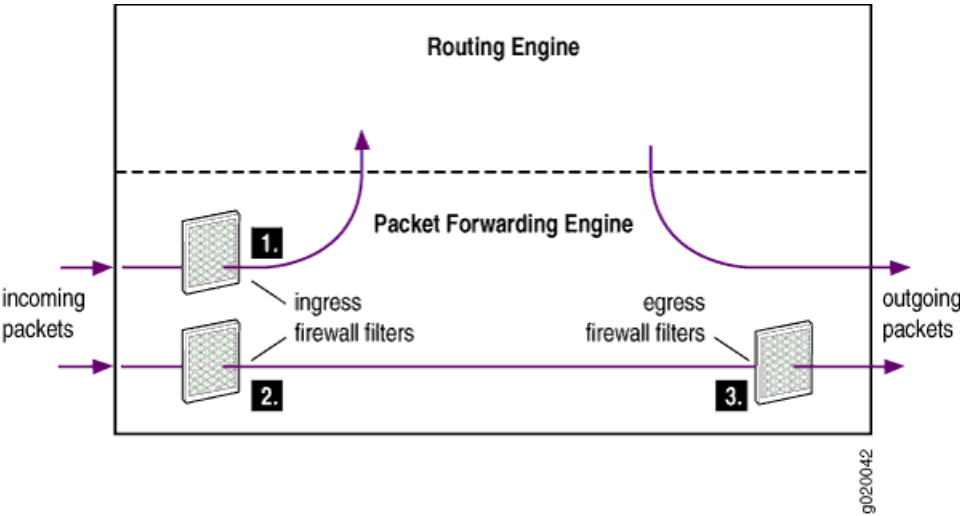 Routing Engine
Packet Forwarding Engine
1.
incoming
packets
ingress
firewall filters
egress
firewall filters
outgoing
packets
2.
3.
g020042